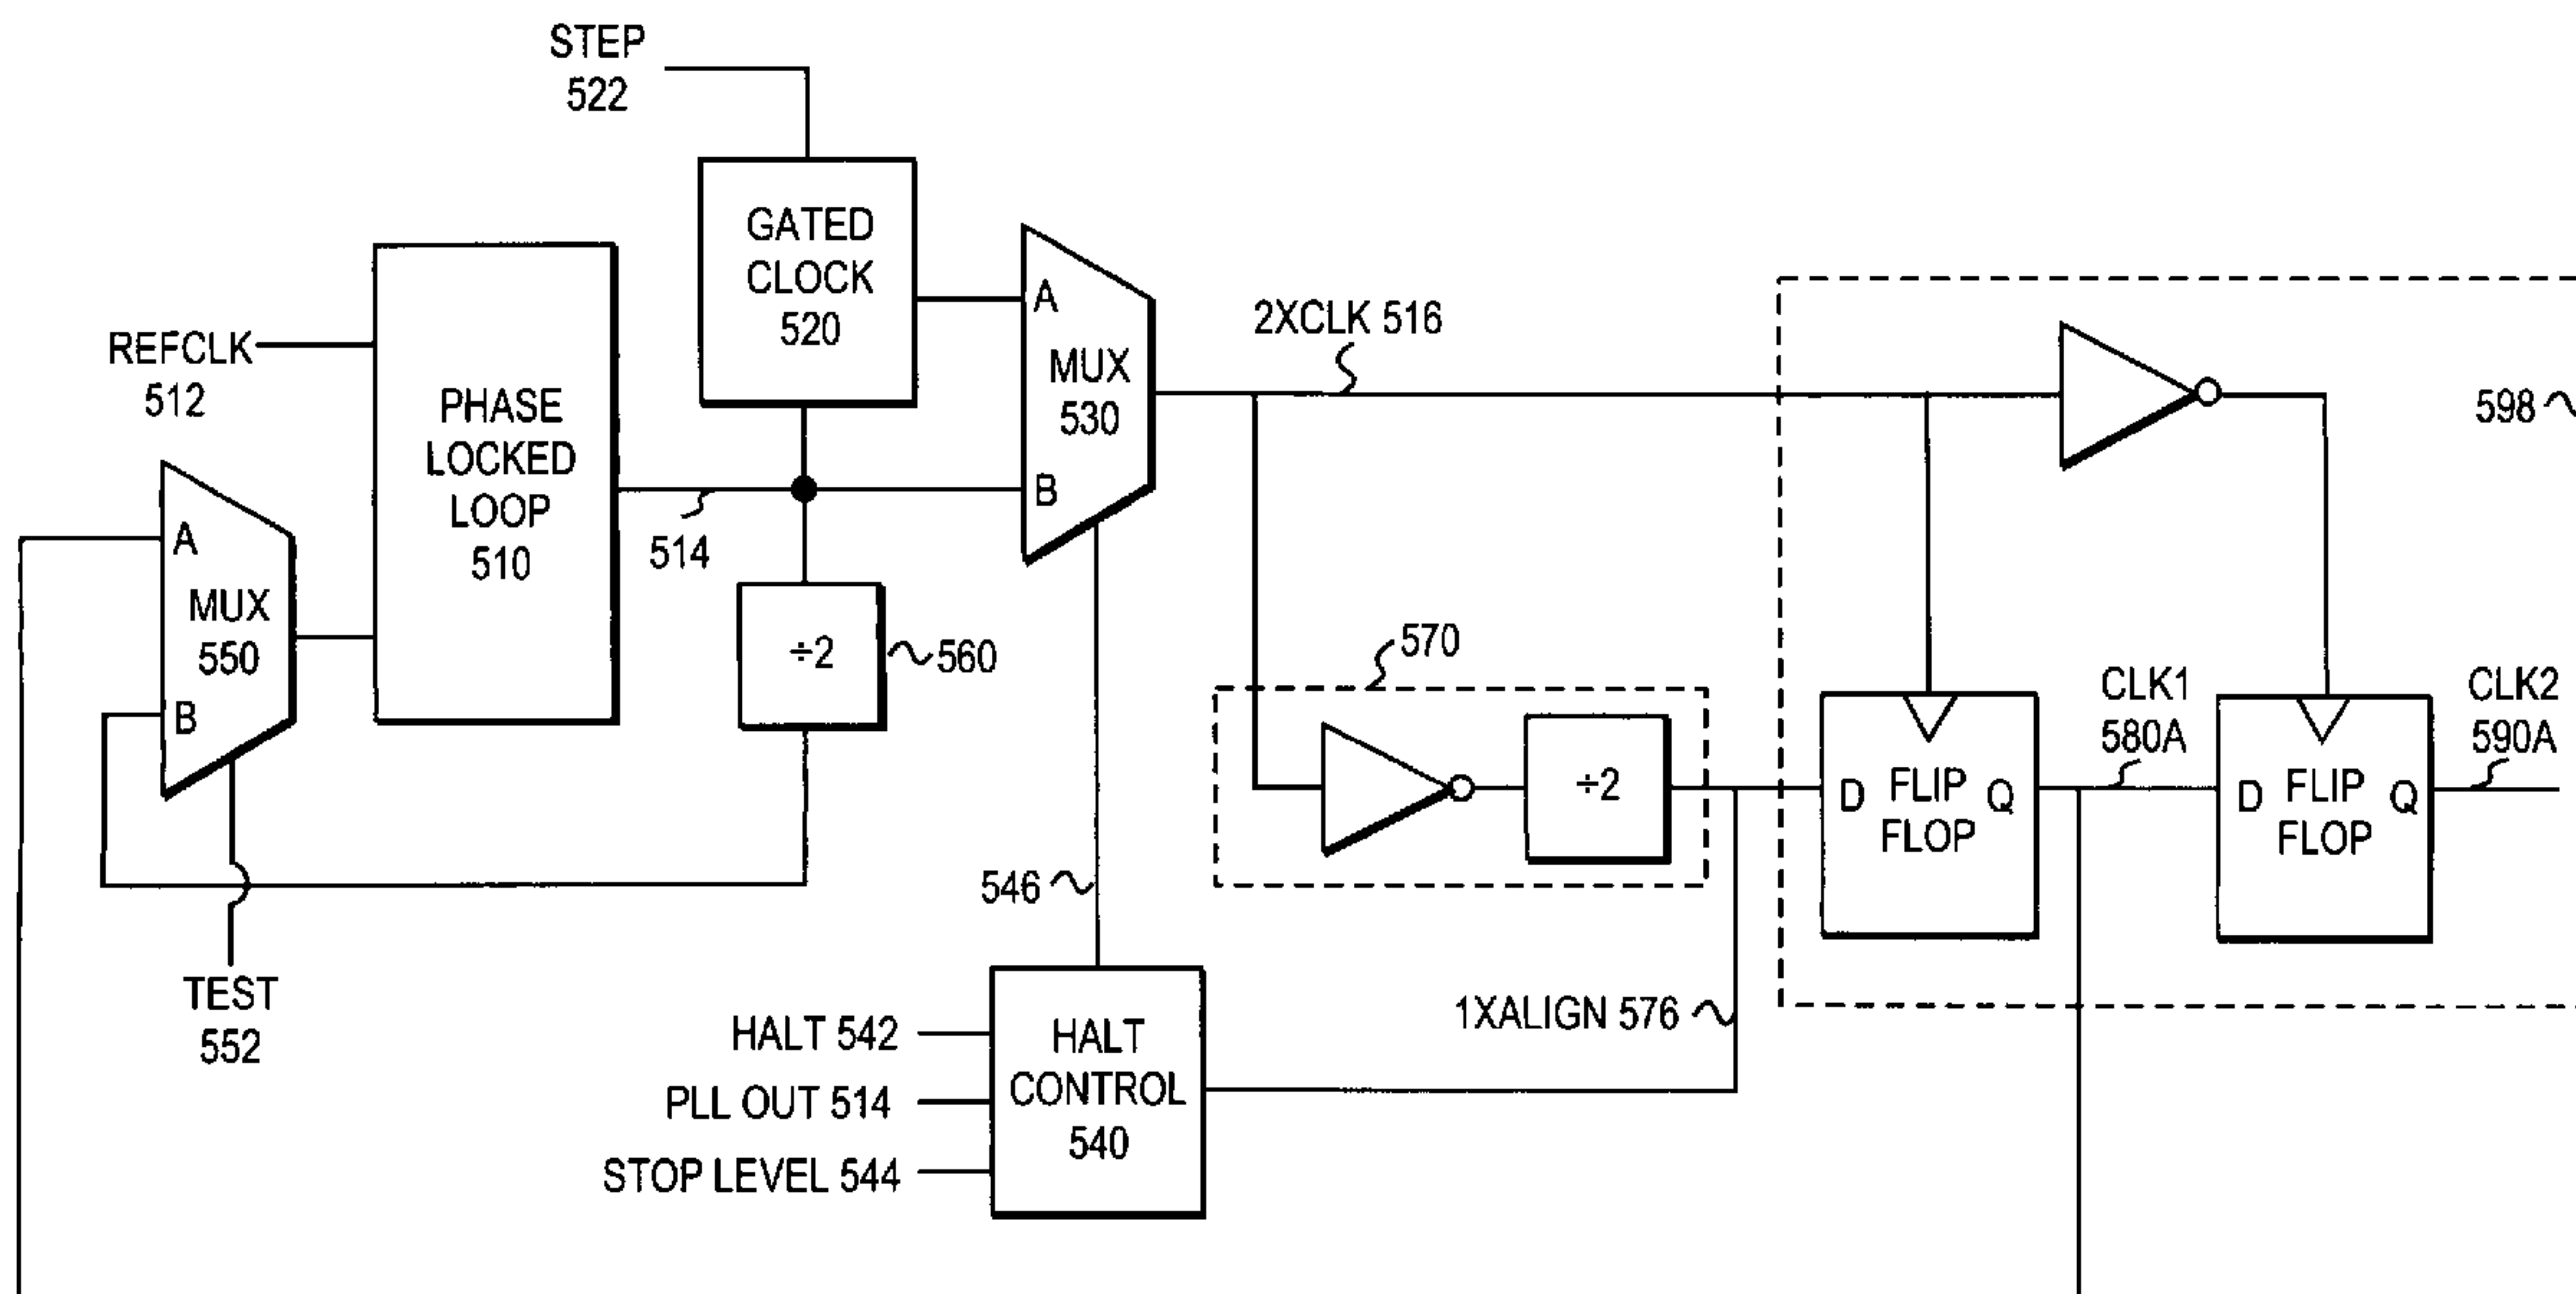 STEP
522
GATED
CLOCK
520
REFCLK
512
PHASE
LOCKED
LOOP
510
A
B
MUX
530
2XCLK 516
598
A
B
MUX
550
514
÷2
560
570
÷2
CLK1
580A
CLK2
590A
D
FLIP
FLOP
Q
D
FLIP
FLOP
Q
546
TEST
552
1XALIGN 576
HALT 542
PLL OUT 514
STOP LEVEL 544
HALT
CONTROL
540